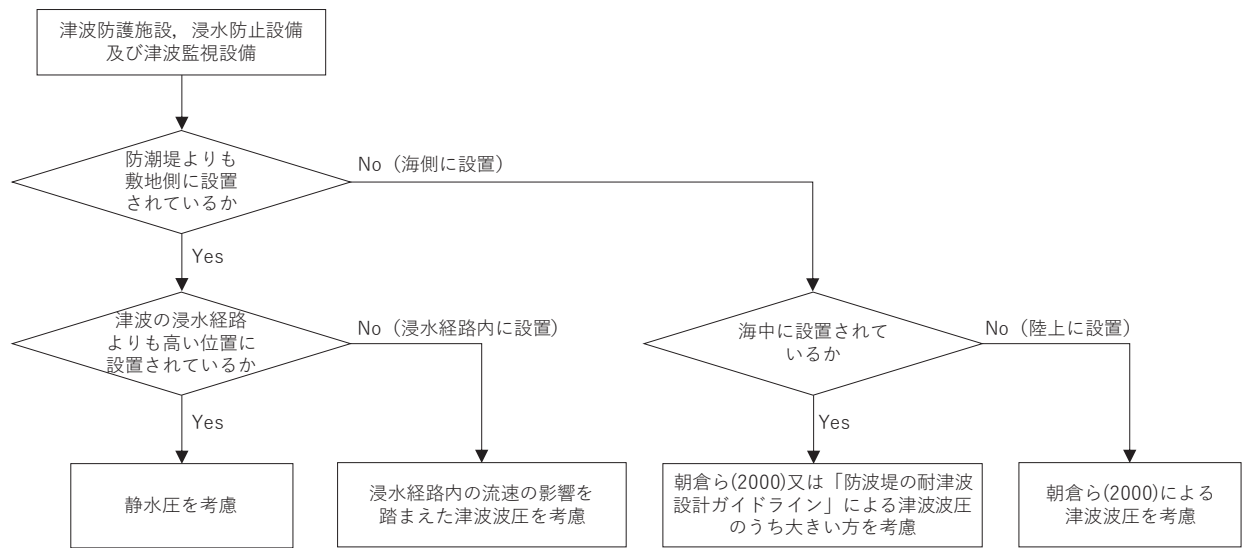 津波防護施設，浸水防止設備
及び津波監視設備
防潮堤よりも
敷地側に設置
されているか
No（海側に設置）
Yes
津波の浸水経路
よりも高い位置に
設置されているか
No（浸水経路内に設置）
海中に設置されて
いるか
No（陸上に設置）
Yes
Yes
静水圧を考慮
浸水経路内の流速の影響を
踏まえた津波波圧を考慮
朝倉ら(2000)又は「防波堤の耐津波
設計ガイドライン」による津波波圧
のうち大きい方を考慮
朝倉ら(2000)による
津波波圧を考慮